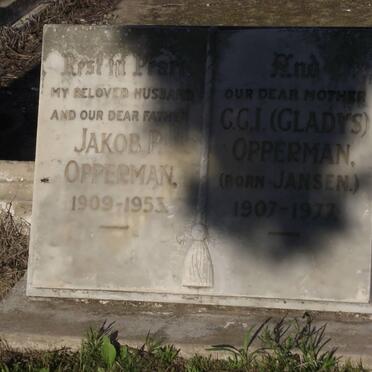 Rest in Peace
MY BELOVED HUSBAND
AND OUR DEAR FATHER
JAKOB P.
OPPERMAN,
1909-1953.
And
OUR DEAR MOTHER
G.G.J. (GLADYS)
OPPERMAN,
(BORN JANSEN.)
1907-1977